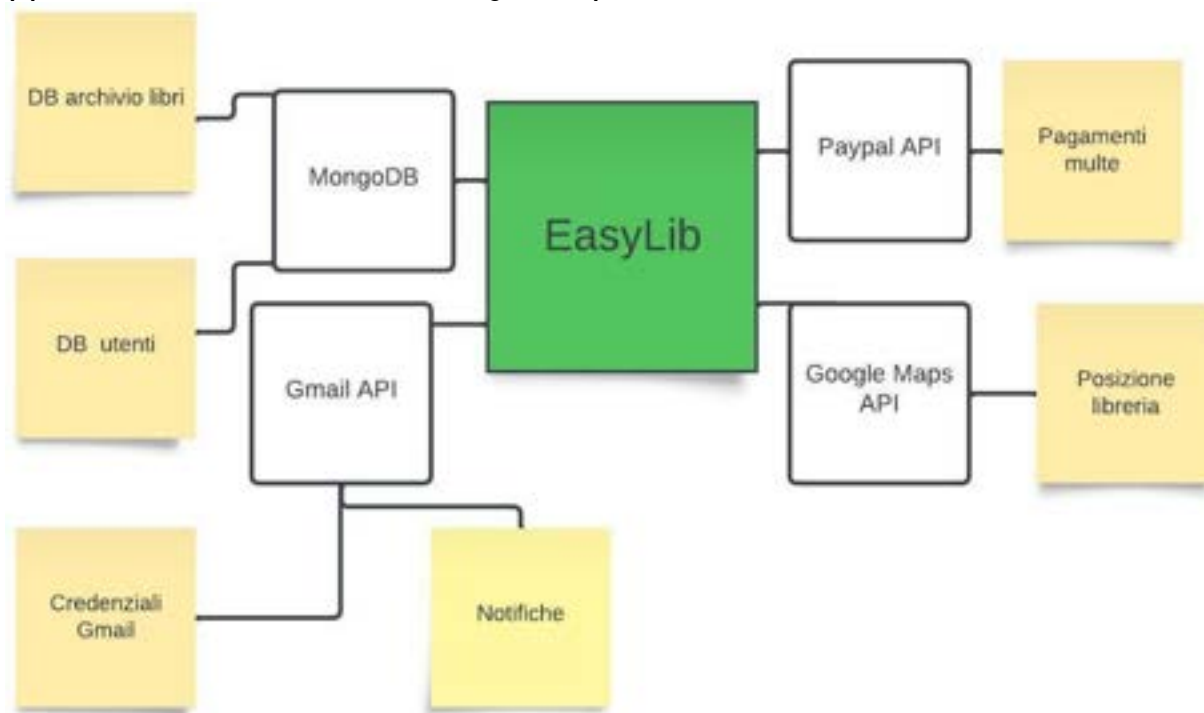 DB archivio libri
MongoDB
EasyLib
Paypal API
Pagamenti
multe
DB utenti
Gmail API
Google Maps
API
Posizione
libreria
Credenziali
Gmail
Notifiche